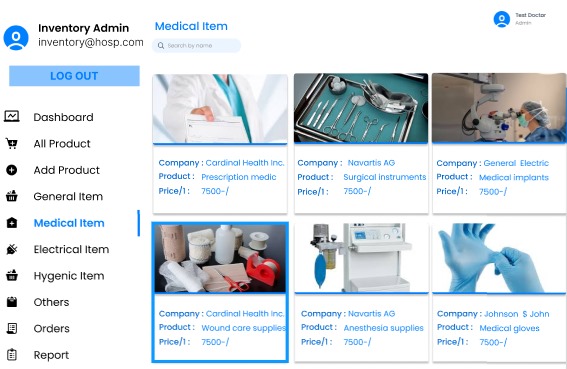 Inventory Admin
inventory@hosp.com
LOG OUT
Dashboard
All Product
Add Product
General Item
Medical Item
Electrical Item
Hygenic Item
Others
Orders
Report
Medical Item
Search by name
Test Doctor
Admin
Company : Cardinal Health Inc.
Product : Prescription medic
Price/1 : 7500-/
Company : Navartis AG
Product : Surgical instruments
Price/1 : 7500-/
Company : General Electric
Product : Medical implants
Price/1 : 7500-/
Company : Cardinal Health Inc.
Product : Wound care supplies
Price/1 : 7500-/
Company : Navartis AG
Product : Anesthesia supplies
Price/1 : 7500-/
Company : Johnson $ John
Product : Medical gloves
Price/1 : 7500-/